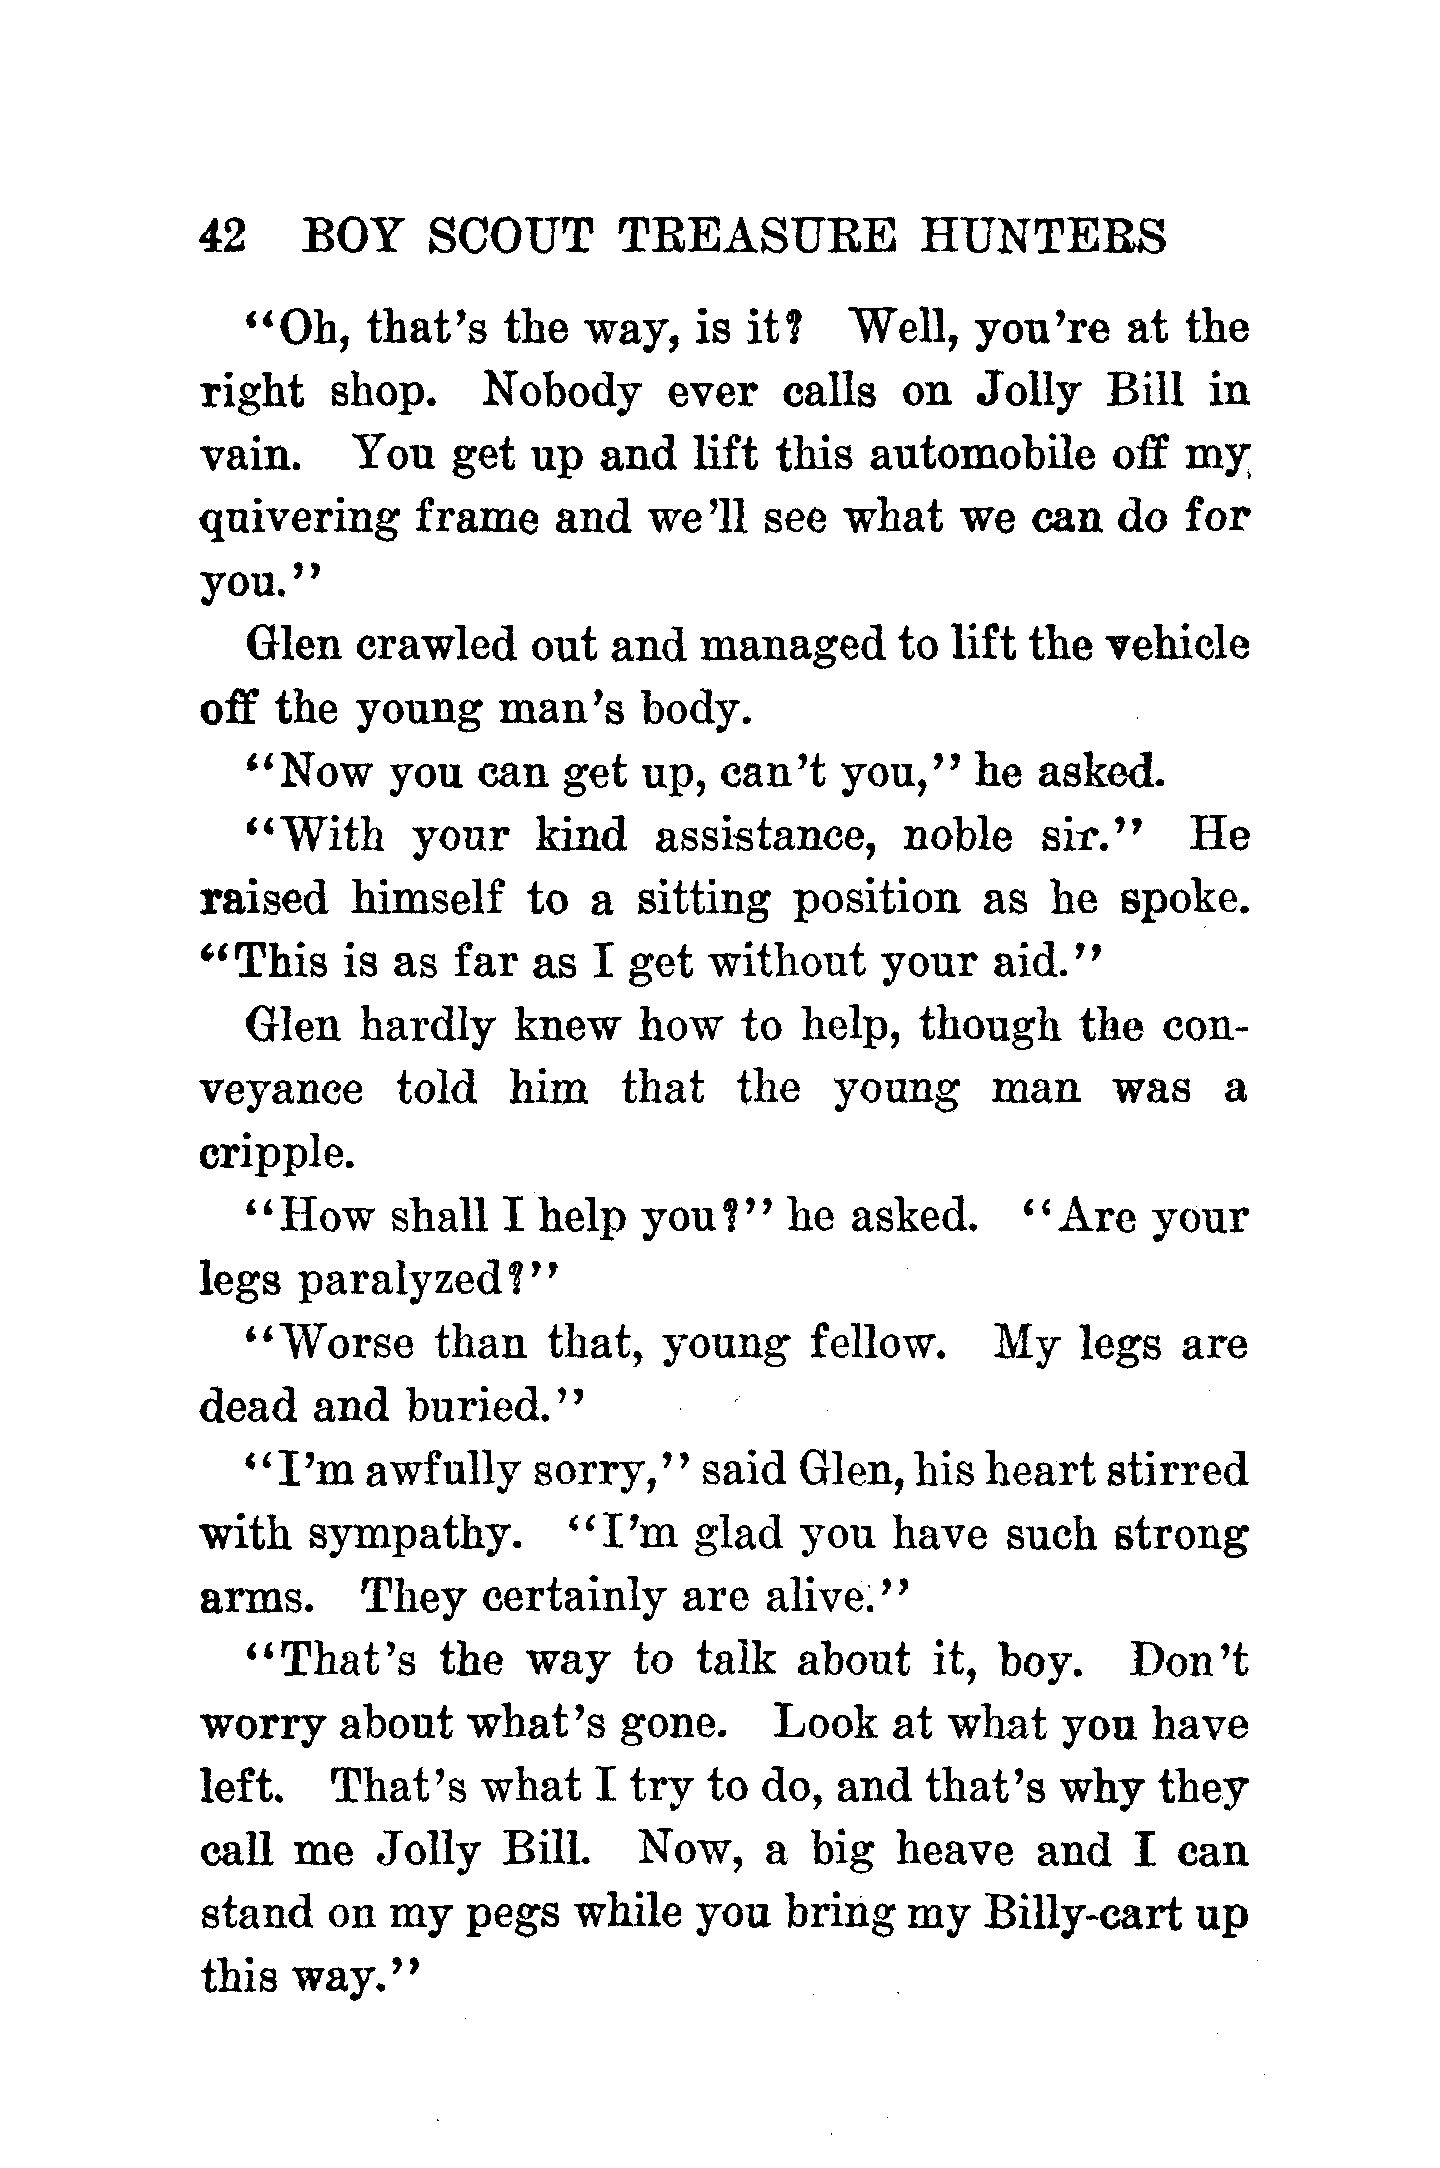 42 BOY SCOUT TREASURE HUNTERS
"Oh, that's the way, is it? Well, you're at the
right shop. Nobody ever calls on Jolly Bill in
vain. You get up and lift this automobile off my
quivering frame and we'll see what we can do for
you."
Glen crawled out and managed to lift the vehicle
off the young man's body.
"Now you can get up, can't you," he asked.
"With your kind assistance, noble sir." He
raised himself to a sitting position as he spoke.
"This is as far as I get without your aid."
Glen hardly knew how to help, though the con-
veyance told him that the young man was a
cripple.
"How shall I help you?" he asked. "Are your
legs paralyzed?"
"Worse than that, young fellow. My legs are
dead and buried."
"I'm awfully sorry," said Glen, his heart stirred
with sympathy. "I'm glad you have such strong
arms. They certainly are alive."
"That's the way to talk about it, boy. Don't
worry about what's gone. Look at what you have
left. That's what I try to do, and that's why they
call me Jolly Bill. Now, a big heave and I can
stand on my pegs while you bring my Billy-cart up
this way."